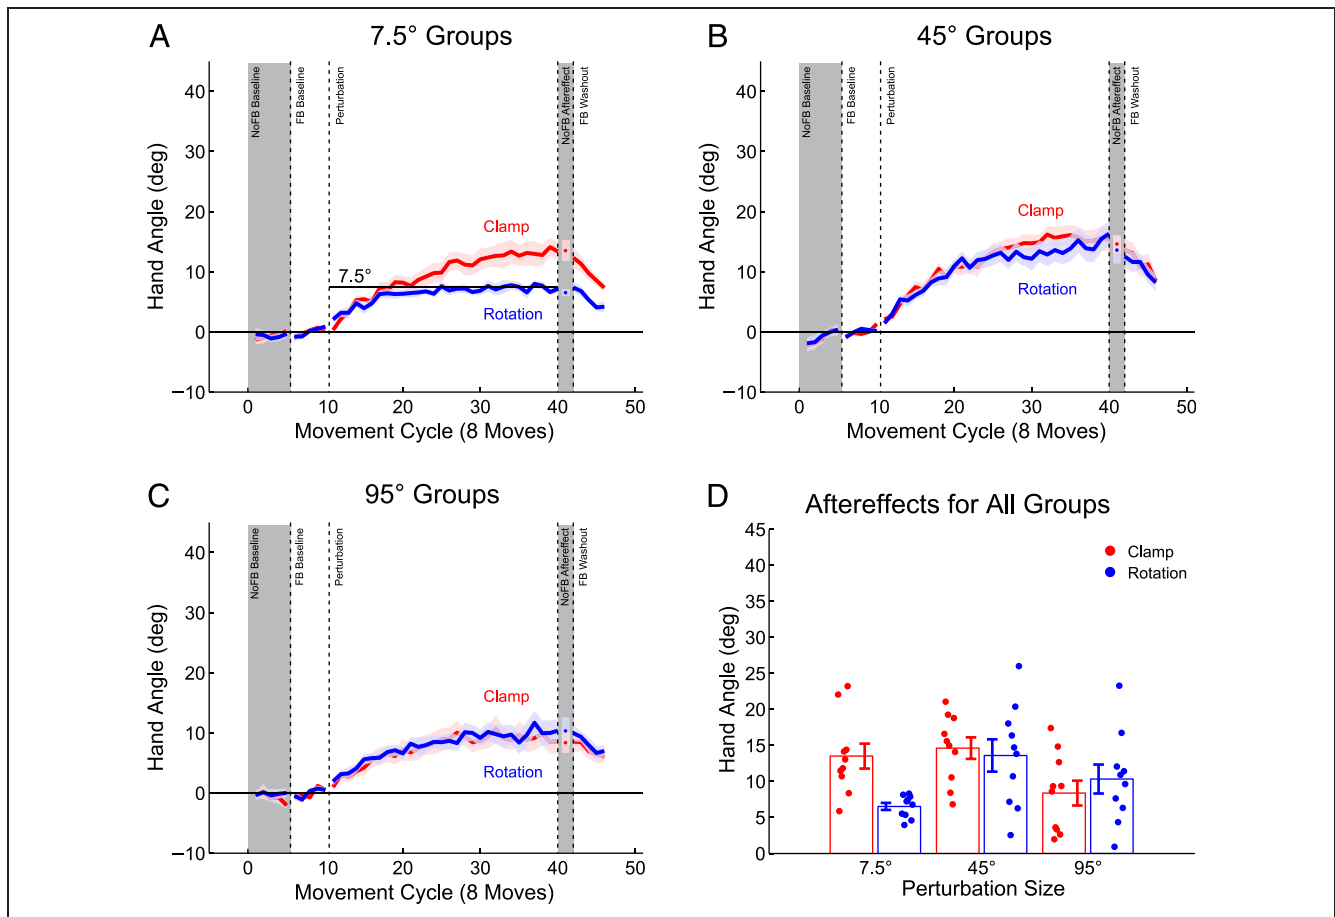 A
7.5° Groups
Hand Angle (deg)
40
30
20
10
0
−10
NoFB Baseline
FB Baseline
Perturbation
NoFB Aftereffect
FB Washout
Clamp
7.5°
Rotation
0
10
20
30
40
50
Movement Cycle (8 Moves)
B
45° Groups
Hand Angle (deg)
40
30
20
10
0
−10
NoFB Baseline
FB Baseline
Perturbation
NoFB Aftereffect
FB Washout
Clamp
Rotation
0
10
20
30
40
50
Movement Cycle (8 Moves)
C
95° Groups
Hand Angle (deg)
40
30
20
10
0
−10
NoFB Baseline
FB Baseline
Perturbation
NoFB Aftereffect
FB Washout
Clamp
Rotation
0
10
20
30
40
50
Movement Cycle (8 Moves)
D
Aftereffects for All Groups
Hand Angle (deg)
45
40
35
30
25
20
15
10
5
0
Clamp
Rotation
7.5°
45°
95°
Perturbation Size